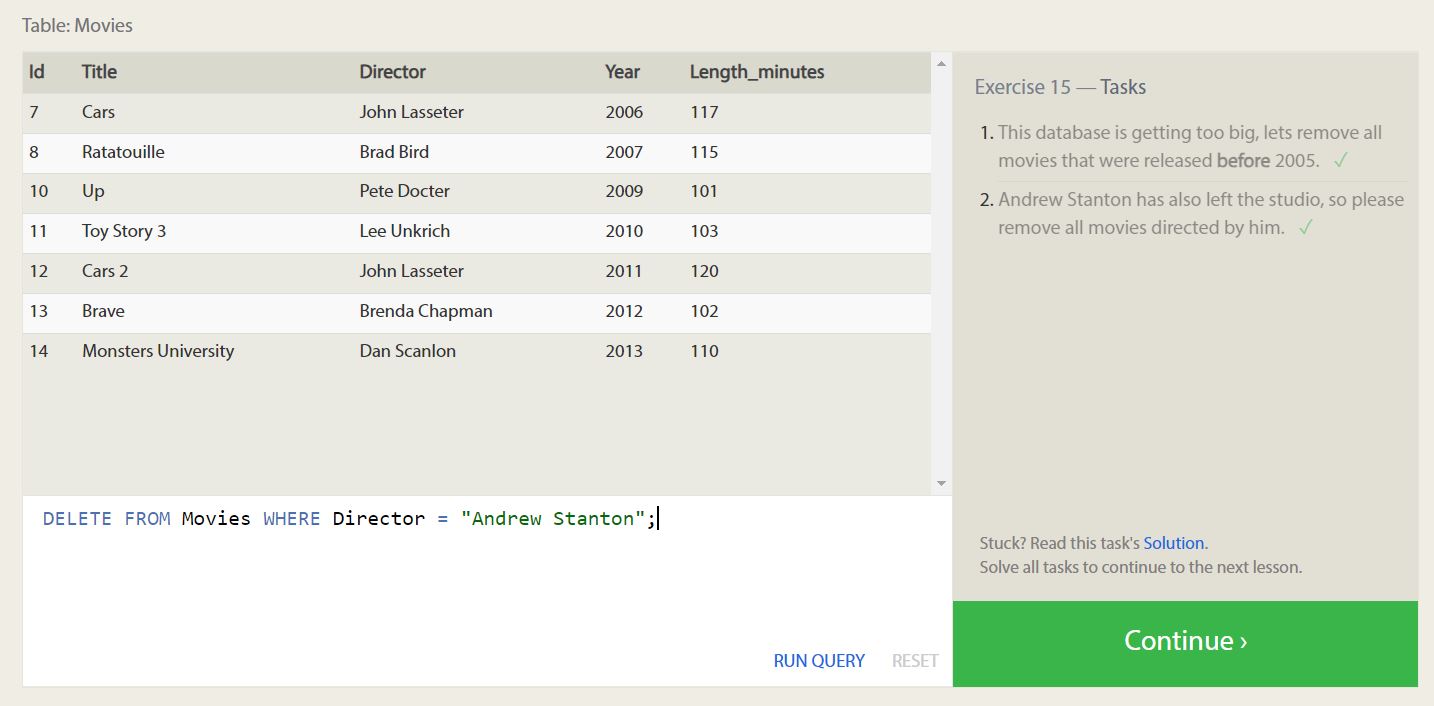 Table: Movies
Id Title Director Year Length_minutes
7 Cars John Lasseter 2006 117
8 Ratatouille Brad Bird 2007 115
10 Up Pete Docter 2009 101
11 Toy Story 3 Lee Unkrich 2010 103
12 Cars 2 John Lasseter 2011 120
13 Brave Brenda Chapman 2012 102
14 Monsters University Dan Scanlon 2013 110
DELETE FROM Movies WHERE Director = "Andrew Stanton";
RUN QUERY RESET
Exercise 15 — Tasks
1. This database is getting too big, lets remove all
movies that were released before 2005. ✓
2. Andrew Stanton has also left the studio, so please
remove all movies directed by him. ✓
Stuck? Read this task's Solution.
Solve all tasks to continue to the next lesson.
Continue ›